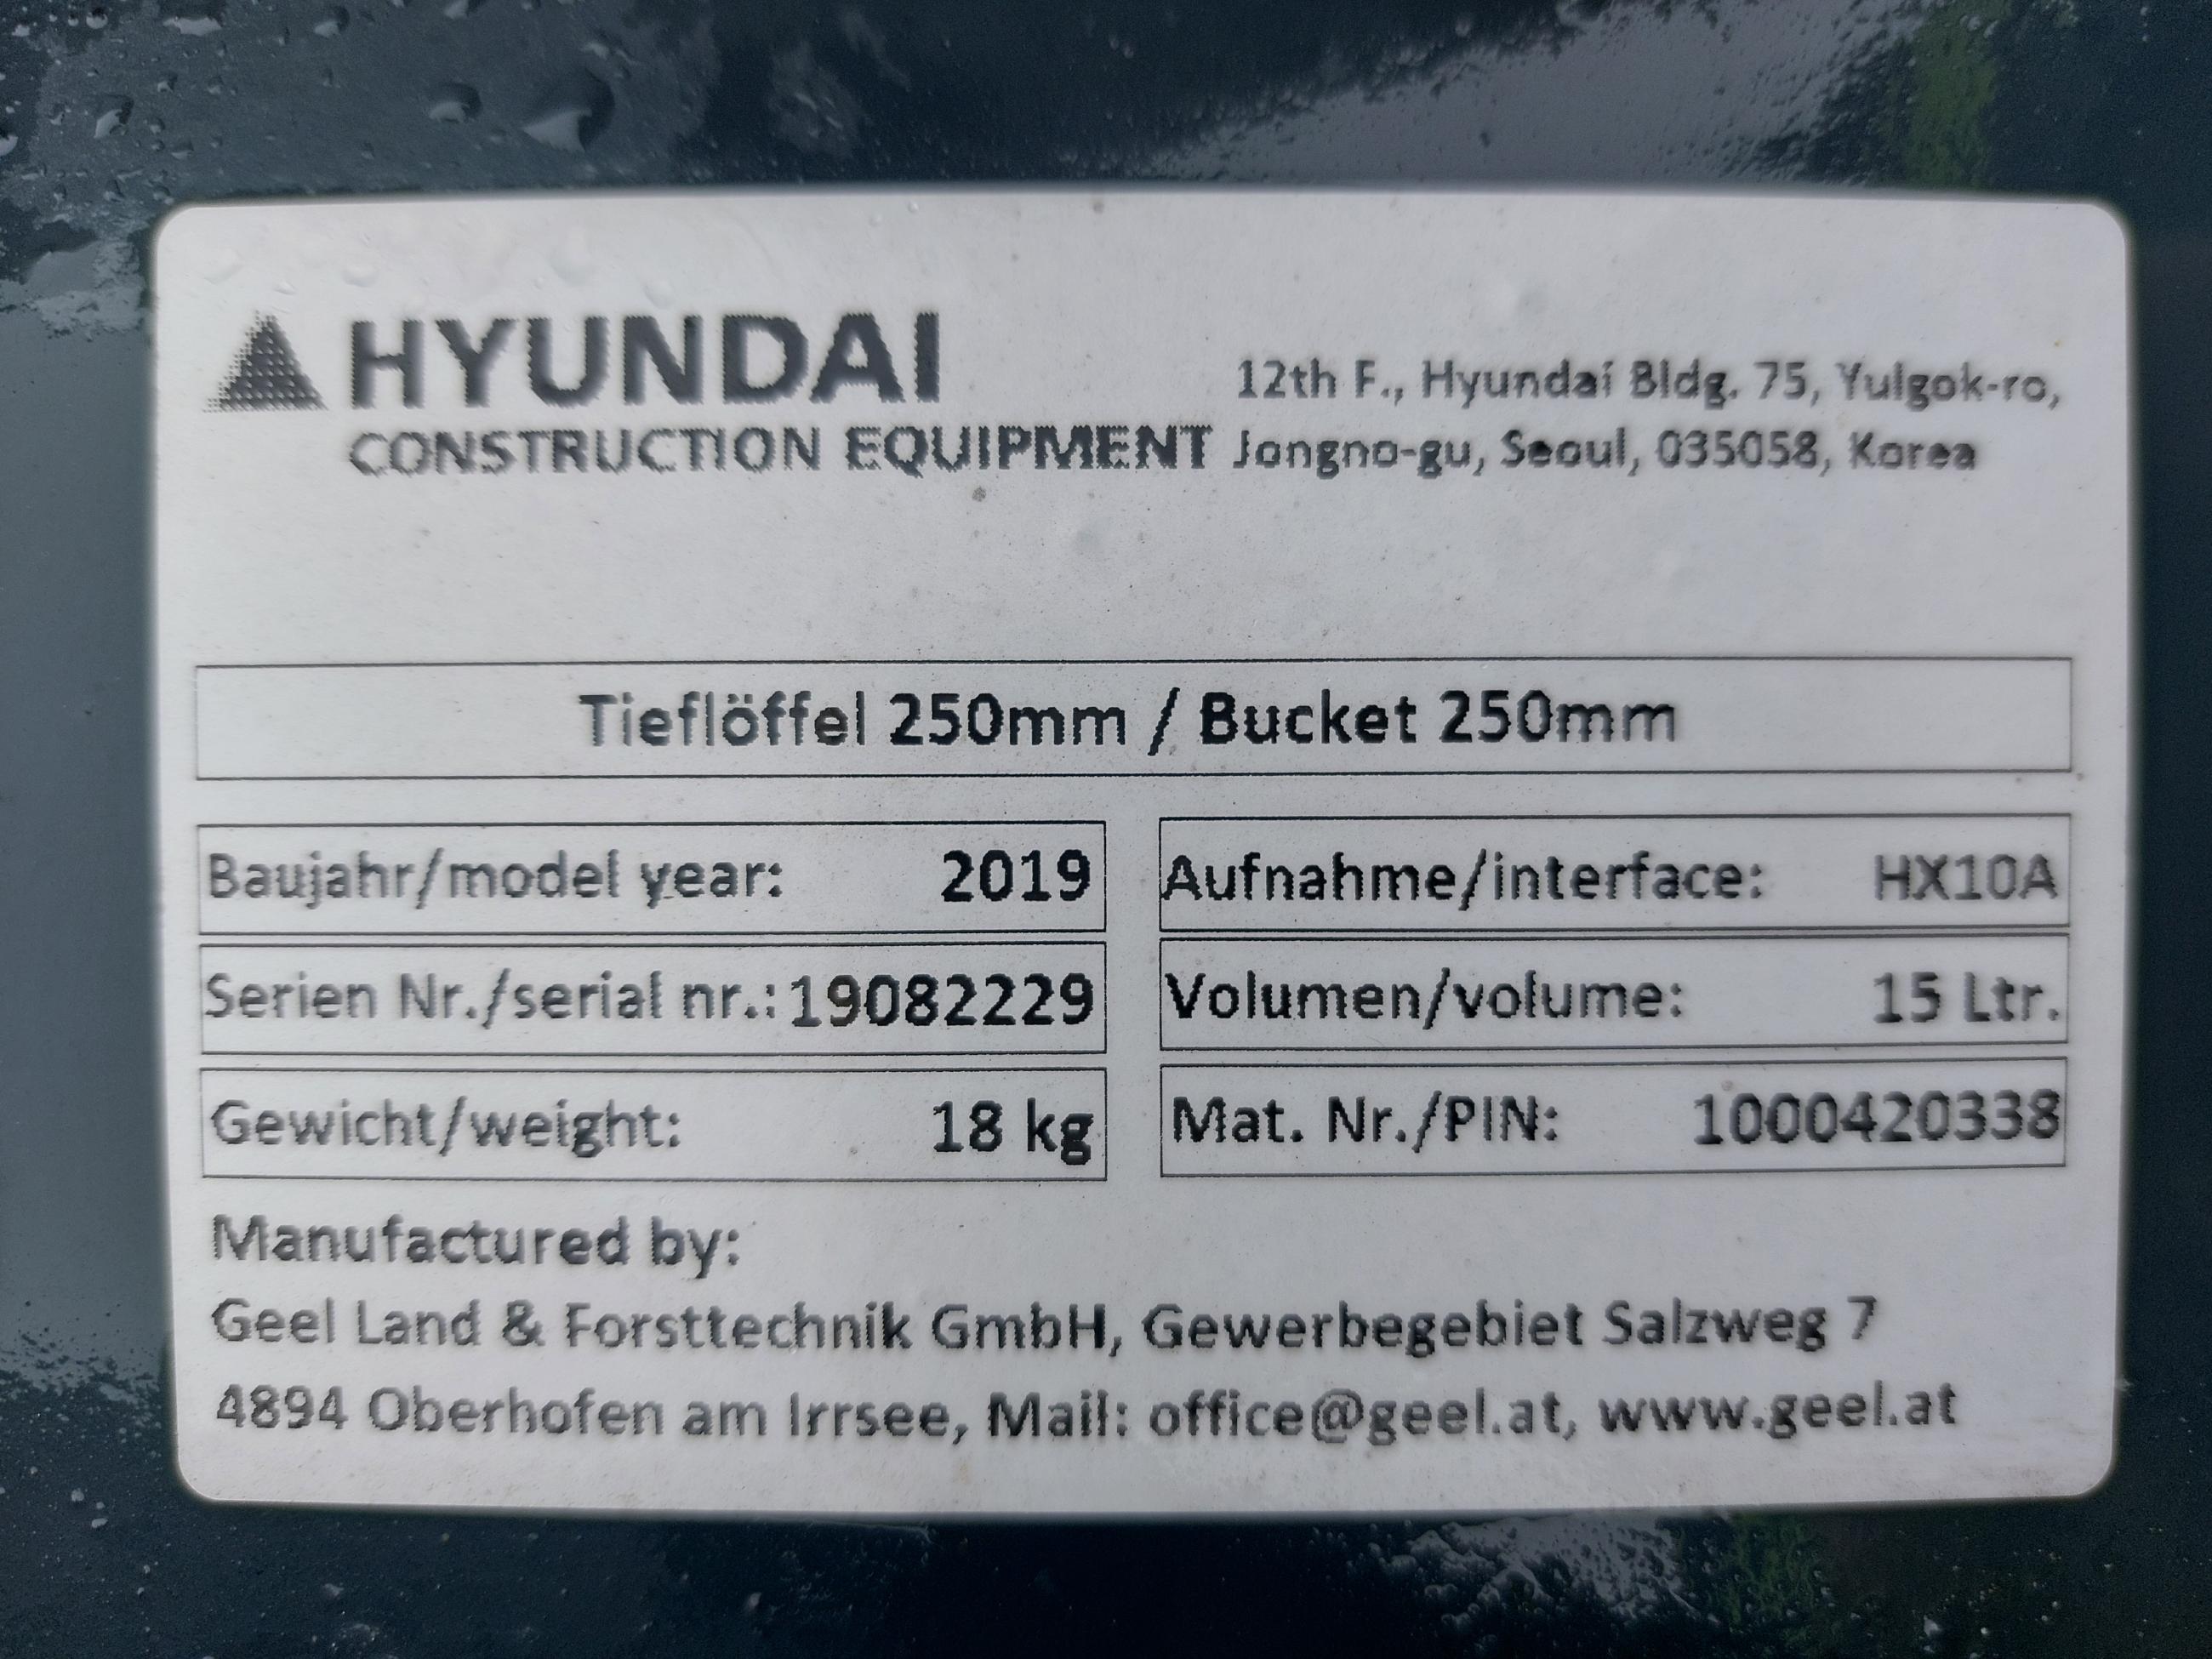 HYUNDAI
CONSTRUCTION EQUIPMENT
12th F., Hyundai Bldg. 75, Yulgok-ro,
Jongno-gu, Seoul, 035058, Korea
Tieflöffel 250mm / Bucket 250mm
Baujahr/model year: 2019
Aufnahme/interface: HX10A
Serien Nr./serial nr.: 19082229
Volumen/volume: 15 Ltr.
Gewicht/weight: 18 kg
Mat. Nr./PIN: 1000420338
Manufactured by:
Geel Land & Forsttechnik GmbH, Gewerbegebiet Salzweg 7
4894 Oberhofen am Irrsee, Mail: office@geel.at, www.geel.at